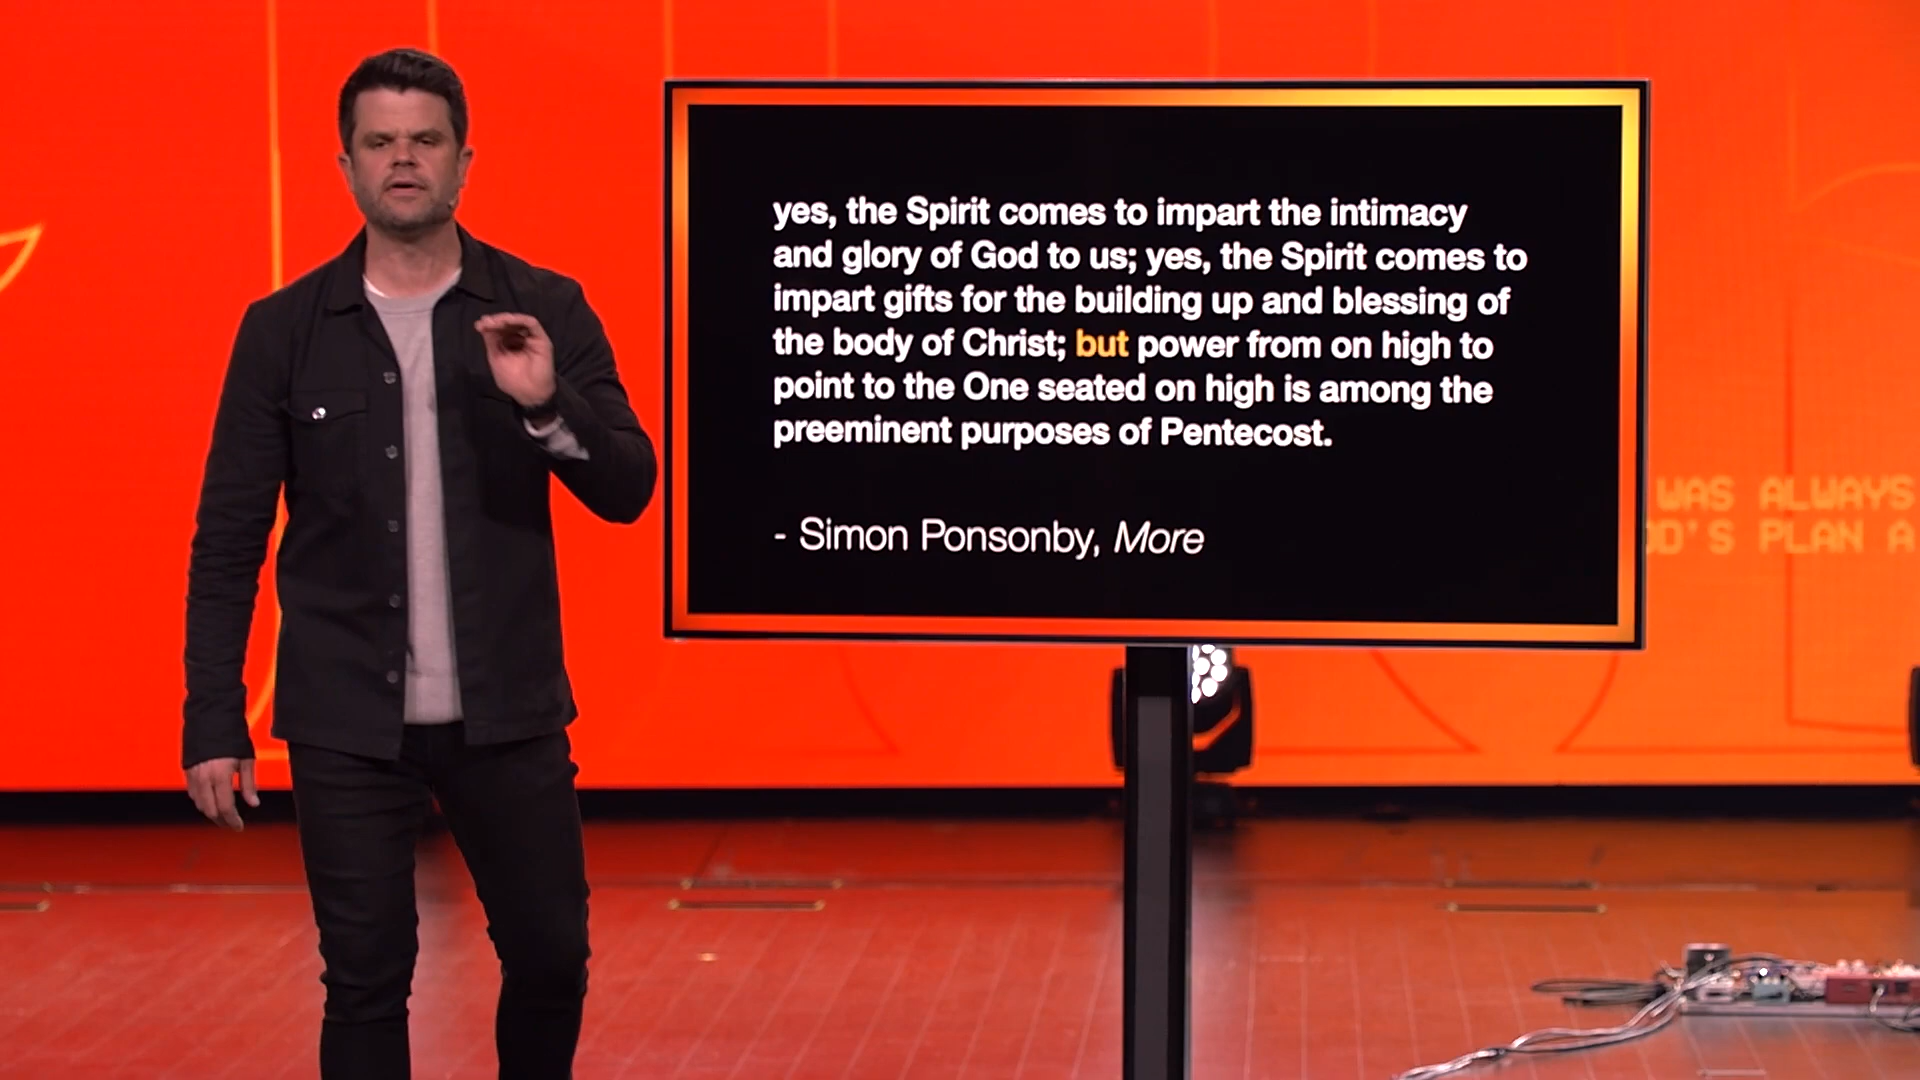 yes, the Spirit comes to impart the intimacy
and glory of God to us; yes, the Spirit comes to
impart gifts for the building up and blessing of
the body of Christ; but power from on high to
point to the One seated on high is among the
preeminent purposes of Pentecost.
- Simon Ponsonby, More
WAS ALWAYS
PLAN A